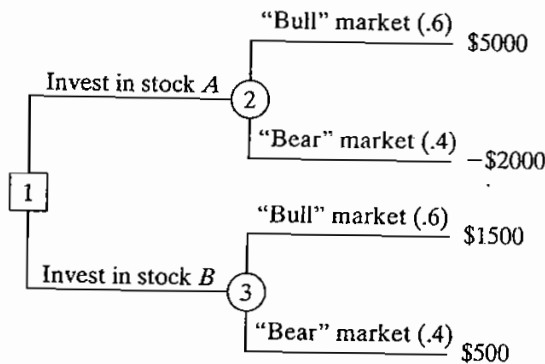 "Bull" market (.6)
$5000
Invest in stock A
2
"Bear" market (.4)
−$2000
1
"Bull" market (.6)
$1500
Invest in stock B
3
"Bear" market (.4)
$500